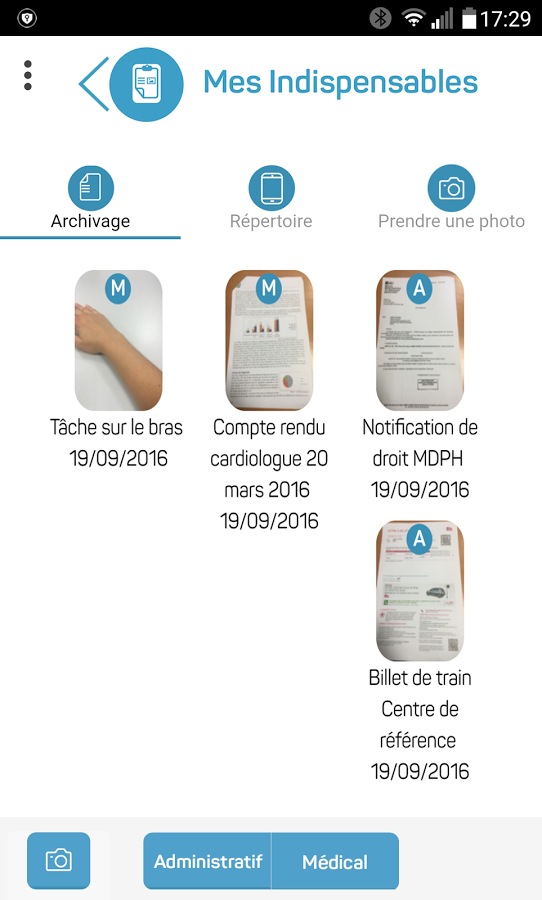 17:29
Mes Indispensables
Archivage
Répertoire
Prendre une photo
M
Tâche sur le bras
19/09/2016
M
Compte rendu
cardiologue 20
mars 2016
19/09/2016
A
Notification de
droit MDPH
19/09/2016
A
Billet de train
Centre de
référence
19/09/2016
Administratif
Médical